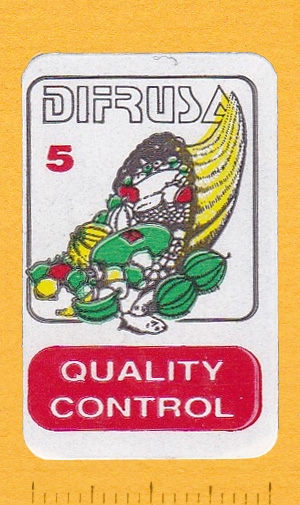 DIFRUSA
5
QUALITY
CONTROL